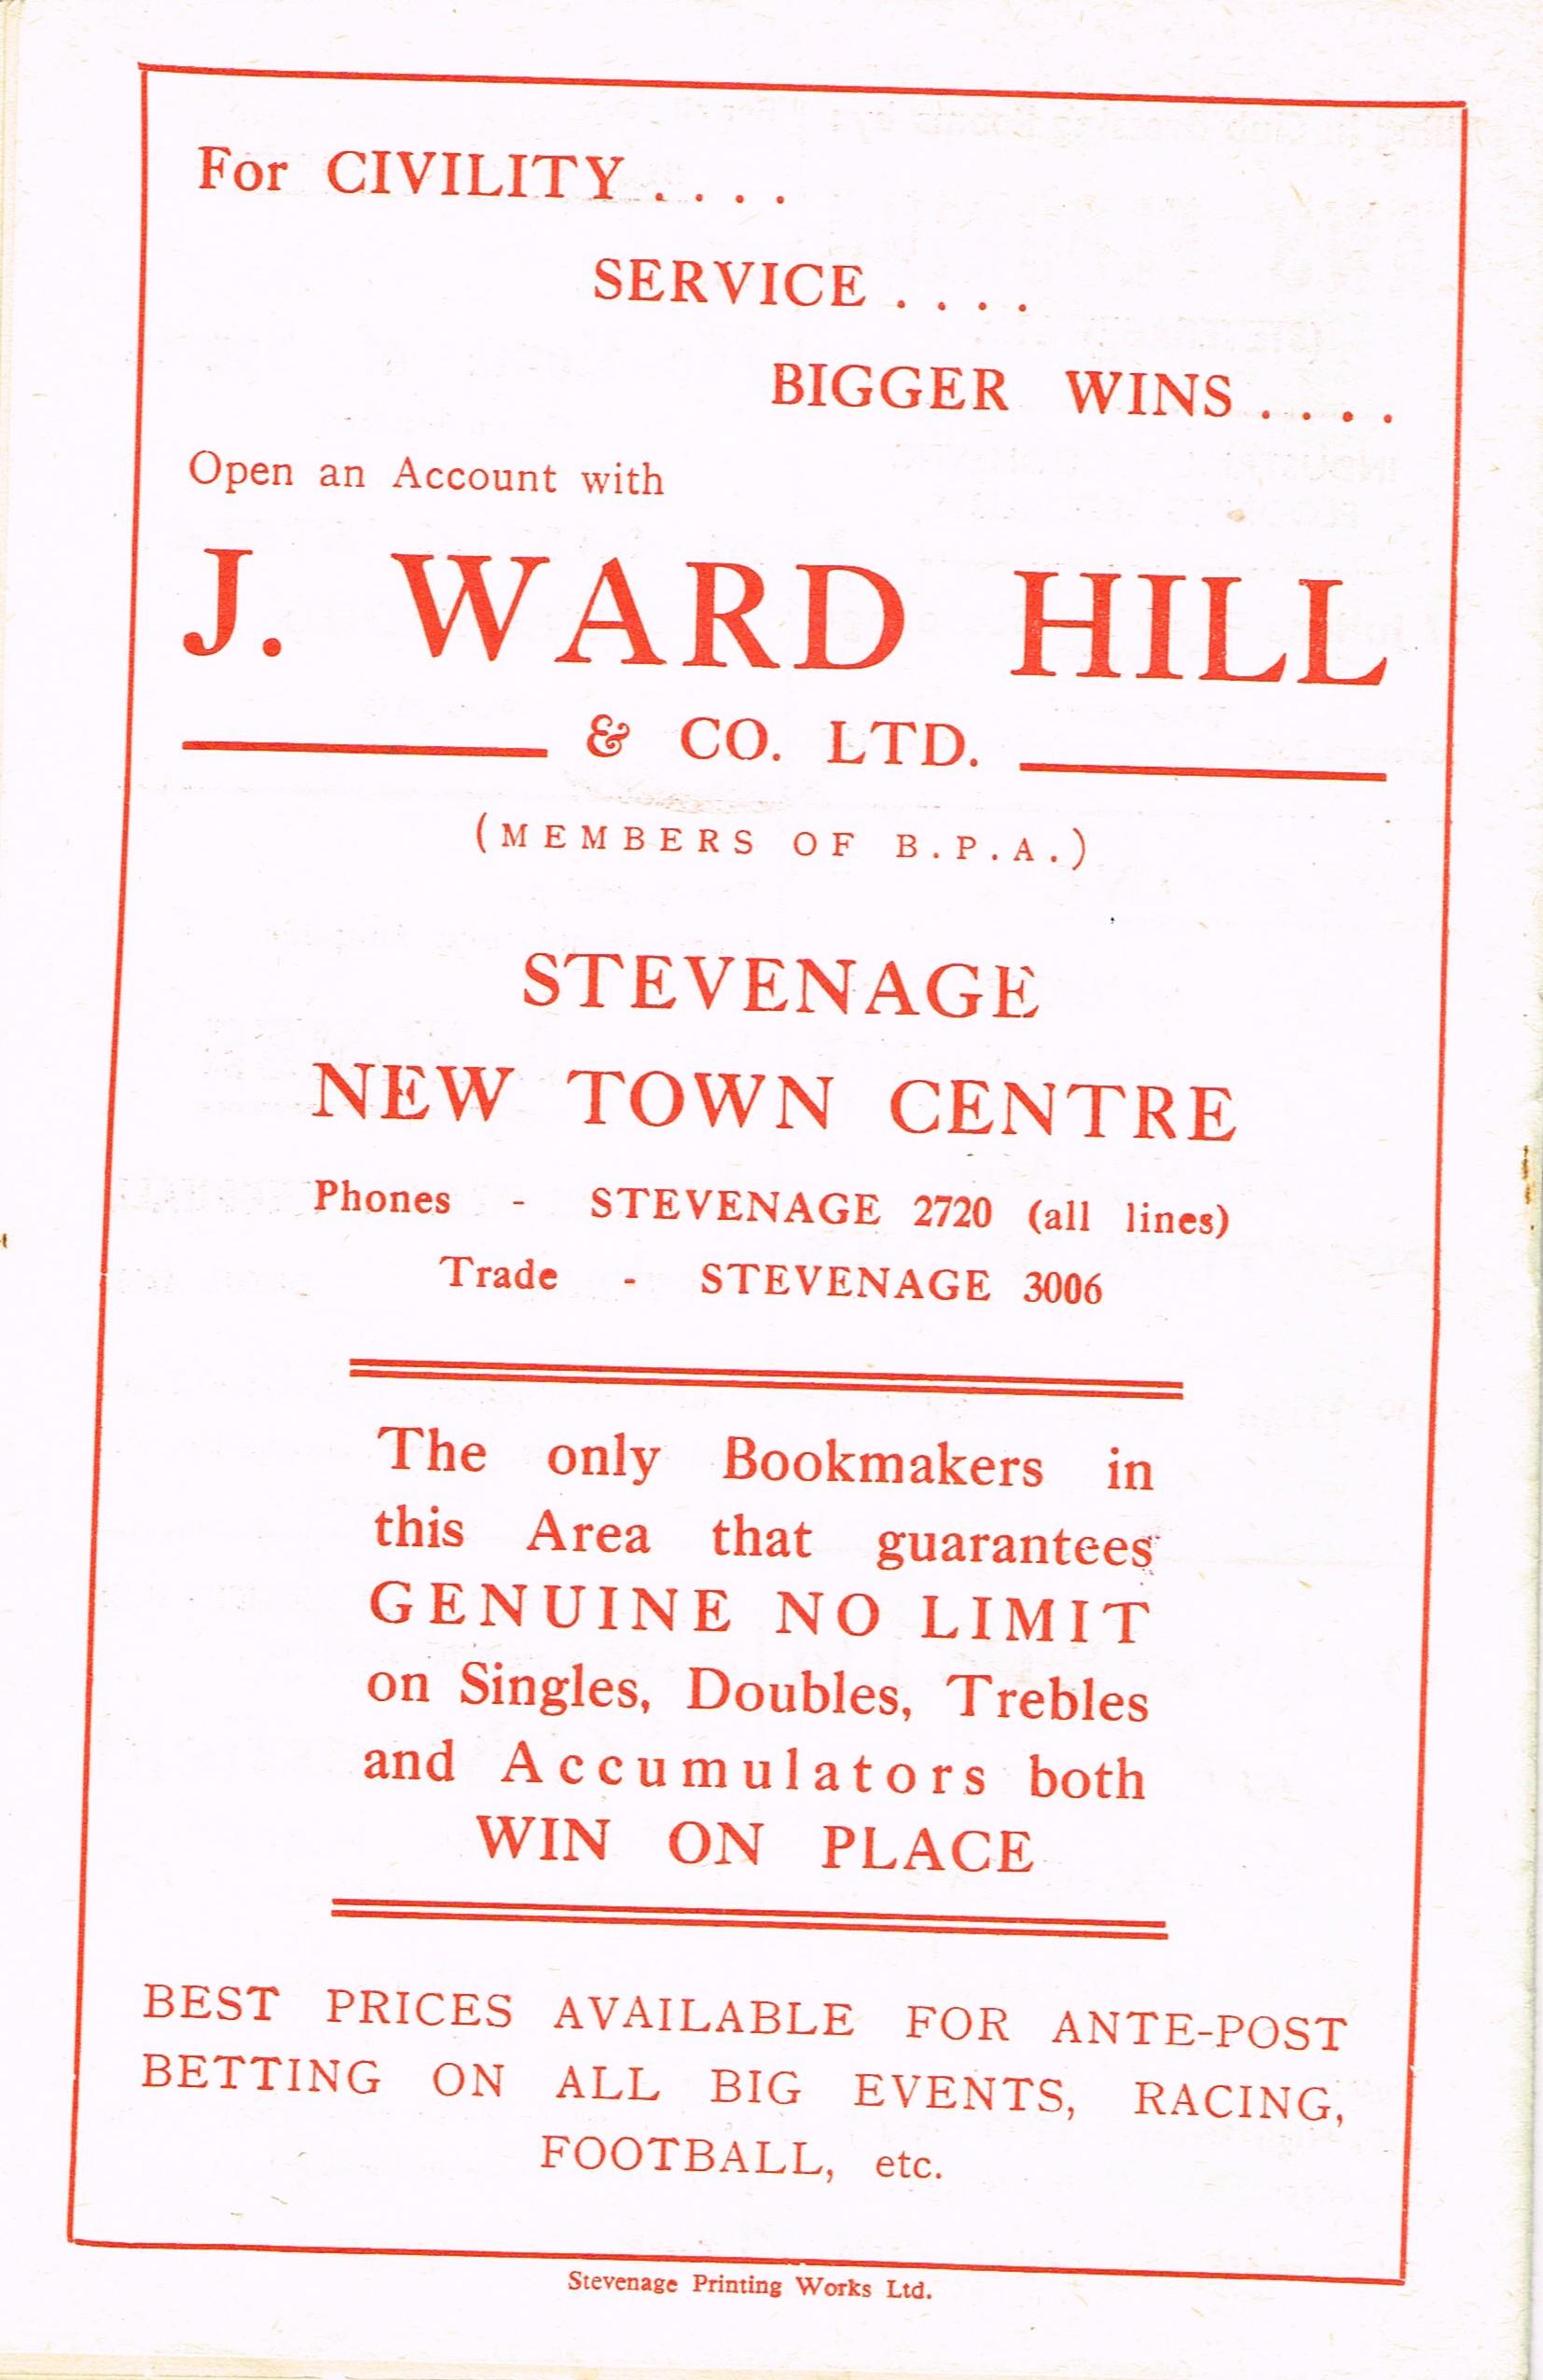 For CIVILITY . . . .
SERVICE . . . .
BIGGER WINS . . . .
Open an Account with
J. WARD HILL
& CO. LTD.
(MEMBERS OF B.P.A.)
STEVENAGE
NEW TOWN CENTRE
Phones - STEVENAGE 2720 (all lines)
Trade - STEVENAGE 3006
The only Bookmakers in
this Area that guarantees
GENUINE NO LIMIT
on Singles, Doubles, Trebles
and Accumulators both
WIN ON PLACE
BEST PRICES AVAILABLE FOR ANTE-POST
BETTING ON ALL BIG EVENTS, RACING,
FOOTBALL, etc.
Stevenage Printing Works Ltd.